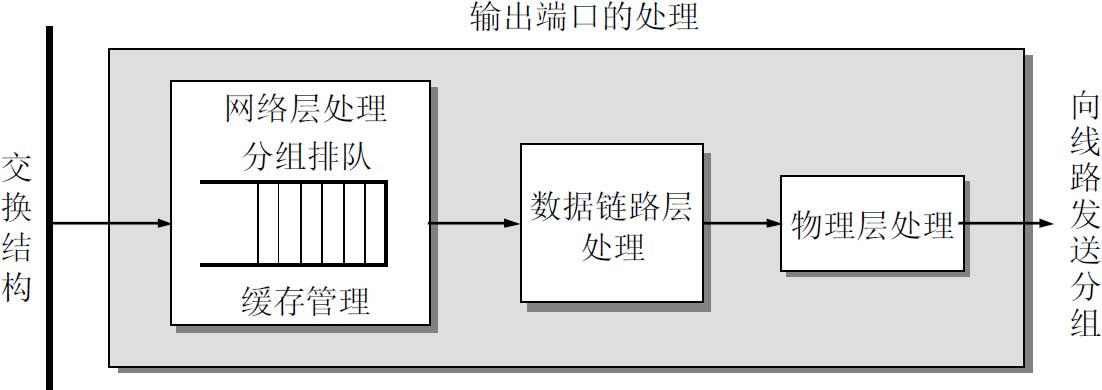 输出端口的处理
交换结构
网络层处理
分组排队
缓存管理
数据链路层
处理
物理层处理
向线路发送分组